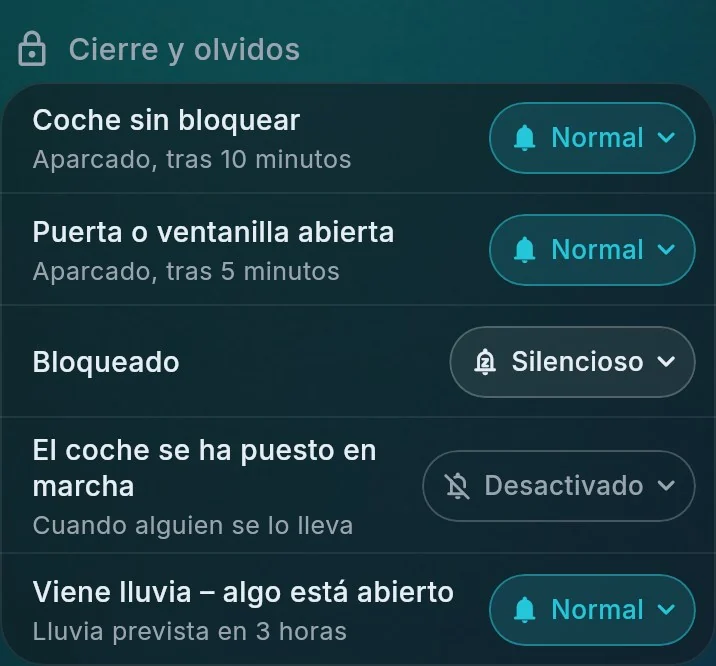 Cierre y olvidos
Coche sin bloquear
Normal
Aparcado, tras 10 minutos
Puerta o ventanilla abierta
Normal
Aparcado, tras 5 minutos
Bloqueado
Silencioso
El coche se ha puesto en
marcha
Desactivado
Cuando alguien se lo lleva
Viene lluvia – algo está abierto
Normal
Lluvia prevista en 3 horas